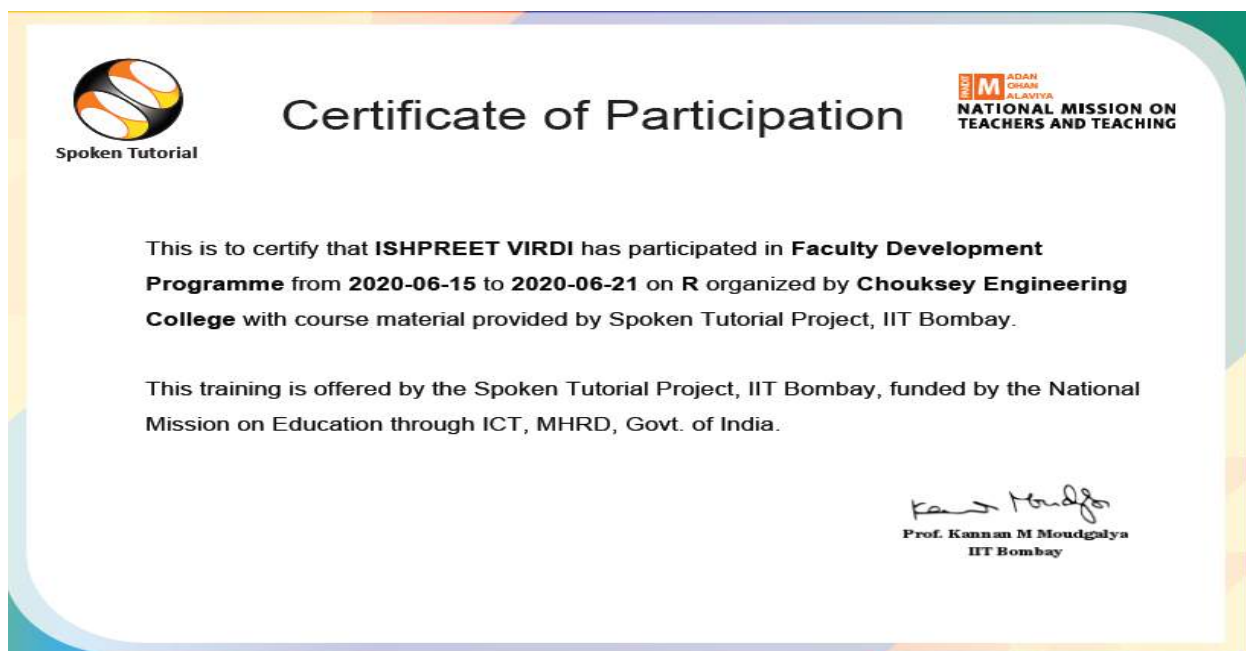 Spoken Tutorial
Certificate of Participation
PANDIT
MADAN
MOHAN
MALAVIYA
NATIONAL MISSION ON
TEACHERS AND TEACHING
This is to certify that ISHPREET VIRDI has participated in Faculty Development
Programme from 2020-06-15 to 2020-06-21 on R organized by Chouksey Engineering
College with course material provided by Spoken Tutorial Project, IIT Bombay.
This training is offered by the Spoken Tutorial Project, IIT Bombay, funded by the National
Mission on Education through ICT, MHRD, Govt. of India.
Prof. Kannan M Moudgalya
IIT Bombay